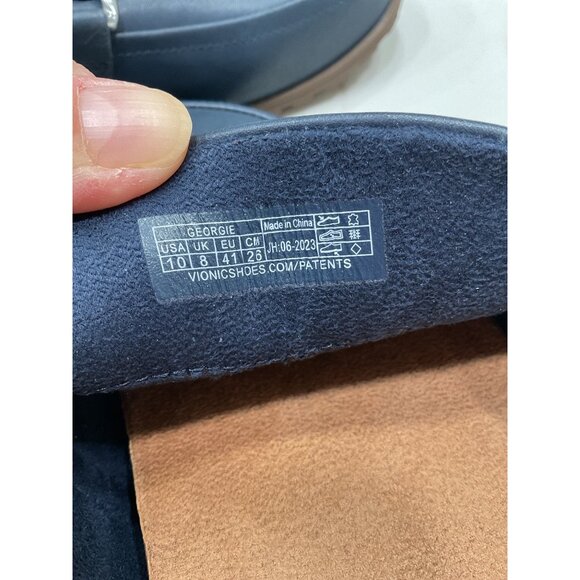 GEORGIE
USA UK EU CM
10 8 41 26
Made in China
JH:06-2023
VIONICSHOES.COM/PATENTS